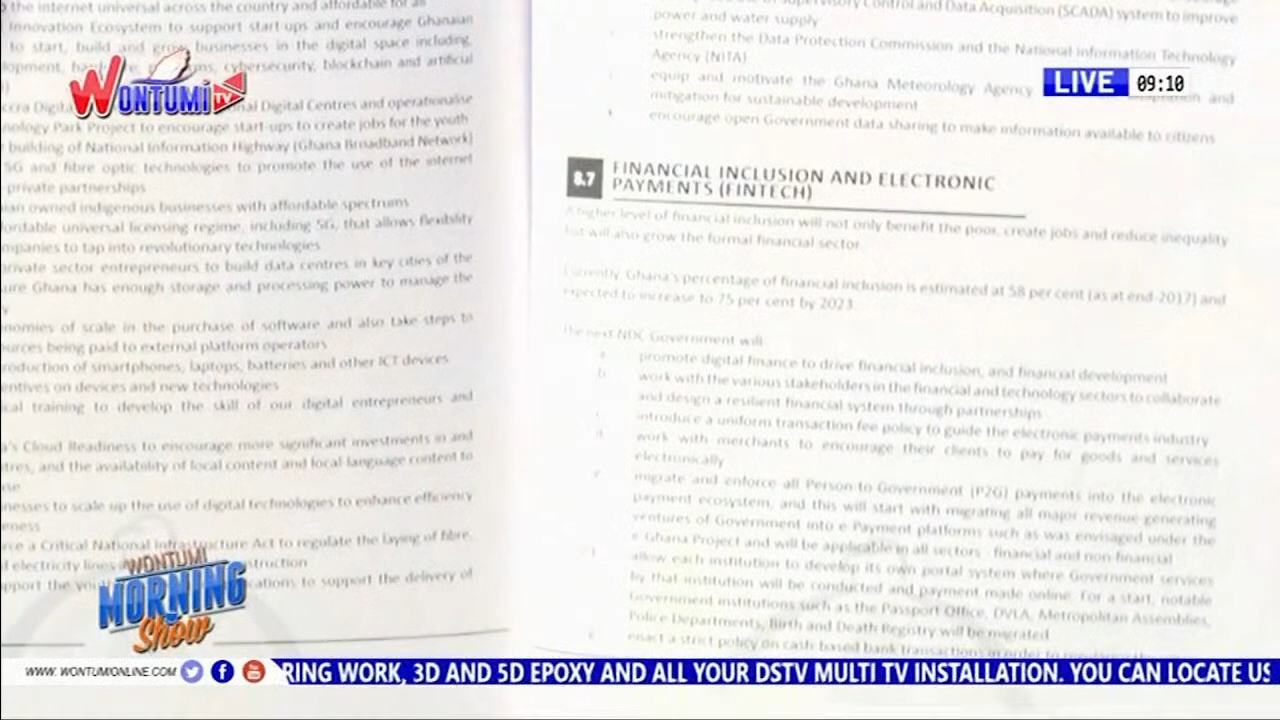 the internet universal across the country and affordable for all
Innovation Ecosystem to support start-ups and encourage Ghanaian
to start, build and grow businesses in the digital space including,
cybersecurity, blockchain and artificial
Digital Centres and operationalise
Park Project to encourage start-ups to create jobs for the youth
building of National Information Highway (Ghana Broadband Network)
5G and fibre optic technologies to promote the use of the internet
private partnerships
owned indigenous businesses with affordable spectrums
universal licensing regime, including 5G, that allows flexibility
to tap into revolutionary technologies
sector entrepreneurs to build data centres in key cities of the
Ghana has enough storage and processing power to manage the
of scale in the purchase of software and also take steps to
being paid to external platform operators
of smartphones, laptops, batteries and other ICT devices
on devices and new technologies
training to develop the skill of our digital entrepreneurs and
Cloud Readiness to encourage more significant investments in and
and the availability of local content and local language content to
to scale up the use of digital technologies to enhance efficiency
a Critical National Infrastructure Act to regulate the laying of fibre,
electricity lines
to support the delivery of
Control and Data Acquisition (SCADA) system to improve
power and water supply
strengthen the Data Protection Commission and the National Information Technology
Agency (NITA)
equip and motivate the Ghana Meteorology Agency and
mitigation for sustainable development
encourage open Government data sharing to make information available to citizens
8.7 FINANCIAL INCLUSION AND ELECTRONIC
PAYMENTS (FINTECH)
A higher level of financial inclusion will not only benefit the poor, create jobs and reduce inequality
but will also grow the formal financial sector
Currently, Ghana's percentage of financial inclusion is estimated at 58 per cent (as at end-2017) and
expected to increase to 75 per cent by 2023
The next NDC Government will
a promote digital finance to drive financial inclusion, and financial development
b work with the various stakeholders in the financial and technology sectors to collaborate
and design a resilient financial system through partnerships
introduce a uniform transaction fee policy to guide the electronic payments industry
d work with merchants to encourage their clients to pay for goods and services
electronically
e migrate and enforce all Person to Government (P2G) payments into the electronic
payment ecosystem, and this will start with migrating all major revenue generating
ventures of Government into e Payment platforms such as was envisaged under the
e Ghana Project and will be applicable in all sectors - financial and non-financial
f allow each institution to develop its own portal system where Government services
by that institution will be conducted and payment made online. For a start, notable
Government institutions such as the Passport Office, DVLA, Metropolitan Assemblies,
Police Departments, Birth and Death Registry will be migrated
enact a strict policy on cash based bank transactions in order to
WONTUMI TV
LIVE 09:10
WONTUMI
MORNING
Show
WWW. WONTUMIONLINE.COM
RING WORK, 3D AND 5D EPOXY AND ALL YOUR DSTV MULTI TV INSTALLATION. YOU CAN LOCATE US